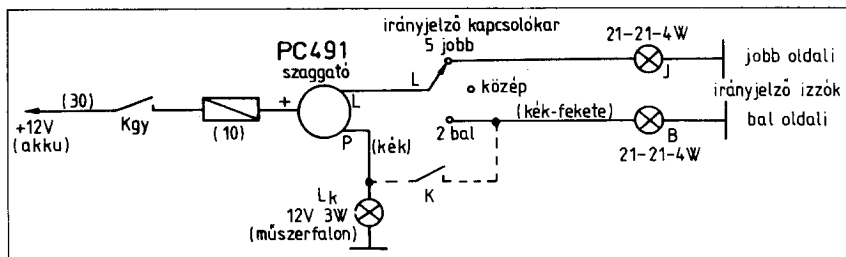 irányjelző kapcsolókar
5 jobb
21-21-4W
PC491
szaggató
L
L
J
jobb oldali
közép
irányjelző izzók
(30)
+
(kék-fekete)
+12V
(akku)
Kgy
(10)
P
(kék)
2 bal
B
bal oldali
21-21-4W
K
Lk
12V 3W
(műszerfalon)